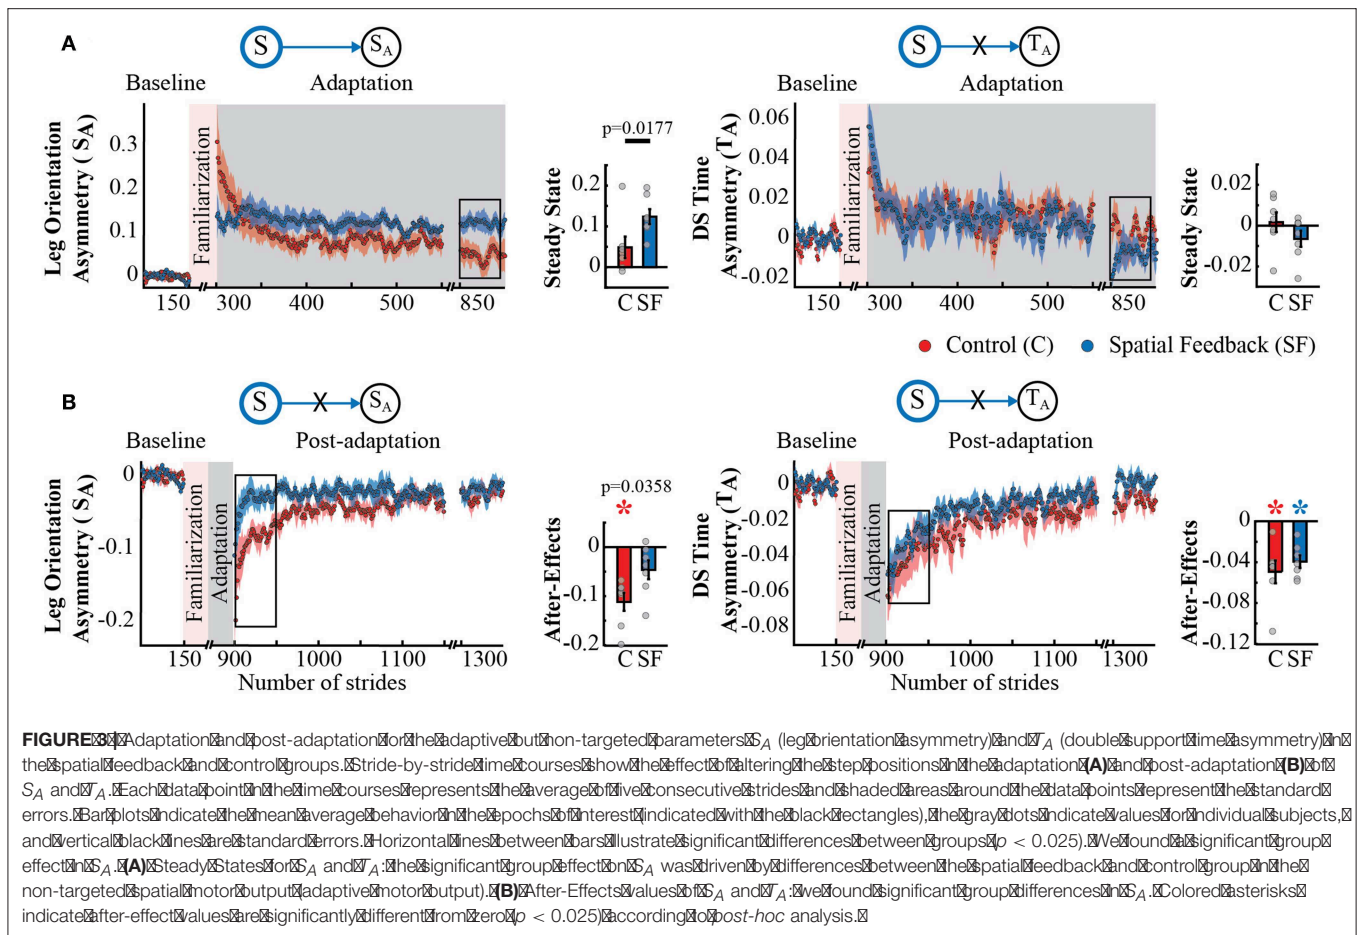 A
S
S_A
Baseline
Adaptation
Leg Orientation
Asymmetry ( S_A)
0.3
0.2
0.1
0
Familiarization
150
300
400
500
850
p=0.0177
Steady State
0.2
0.1
0
C SF
S
X
T_A
Baseline
Adaptation
DS Time
Asymmetry (T_A)
0.06
0.04
0.02
0
-0.02
Familiarization
150
300
400
500
850
Steady State
0.02
0
-0.02
C SF
Control (C)
Spatial Feedback (SF)
B
S
X
S_A
Baseline
Post-adaptation
Leg Orientation
Asymmetry ( S_A)
0
-0.1
-0.2
Familiarization
Adaptation
150
900
1000
1100
1300
Number of strides
p=0.0358
*
After-Effects
0
-0.1
-0.2
C SF
S
X
T_A
Baseline
Post-adaptation
DS Time
Asymmetry (T_A)
0
-0.02
-0.04
-0.06
-0.08
Familiarization
Adaptation
150
900
1000
1100
1300
Number of strides
* *
After-Effects
0
-0.04
-0.08
-0.12
C SF
FIGURE 3 | Adaptation and post-adaptation for the adaptive but non-targeted parameters S_A (leg orientation asymmetry) and T_A (double support time asymmetry) in
the spatial feedback and control groups. Stride-by-stride time courses show the effect of altering the step positions in the adaptation (A) and post-adaptation (B) of
S_A and T_A. Each data point in the time courses represents the average of five consecutive strides and shaded areas around the data points represent the standard
errors. Bar plots indicate the mean average behavior in the epochs of interest (indicated with the black rectangles), the gray dots indicate values for individual subjects,
and vertical black lines are standard errors. Horizontal lines between bars illustrate significant differences between groups (p < 0.025). We found a significant group
effect in S_A. (A) Steady States for S_A and T_A: the significant group effect on S_A was driven by differences between the spatial feedback and control group in the
non-targeted spatial motor output (adaptive motor output). (B) After-Effects values of S_A and T_A: we found significant group differences in S_A. Colored asterisks
indicate after-effect values are significantly different from zero (p < 0.025) according to post-hoc analysis.